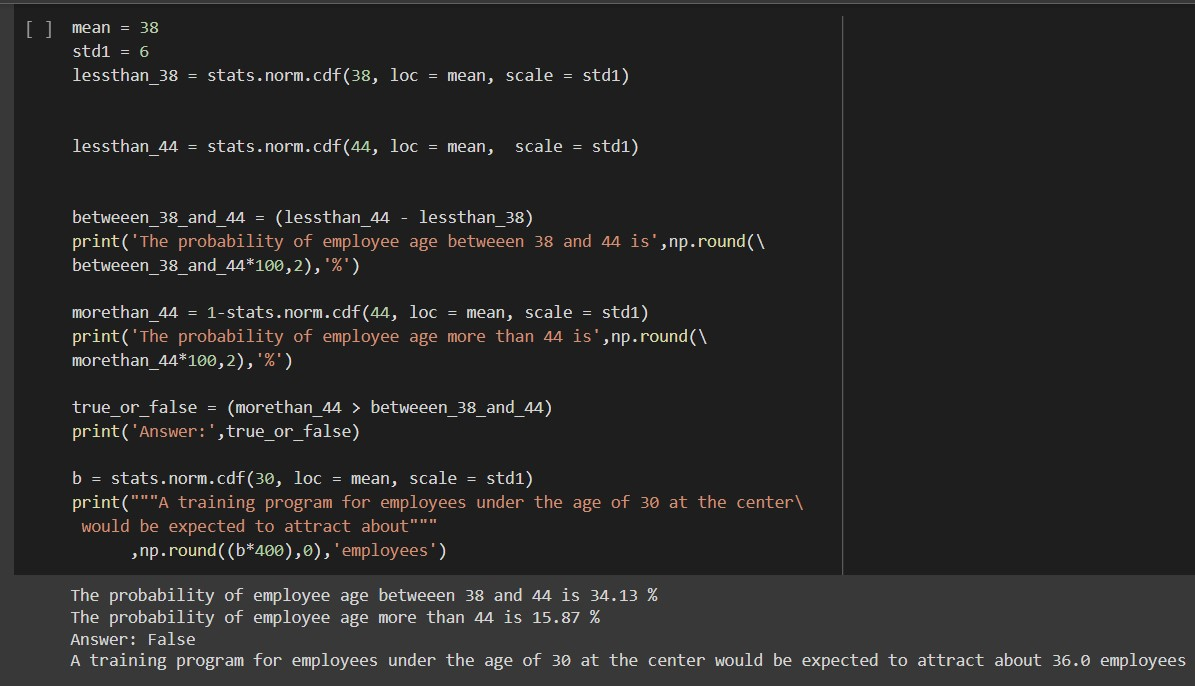 [ ] mean = 38
std1 = 6
lessthan_38 = stats.norm.cdf(38, loc = mean, scale = std1)
lessthan_44 = stats.norm.cdf(44, loc = mean,  scale = std1)
betweeen_38_and_44 = (lessthan_44 - lessthan_38)
print('The probability of employee age betweeen 38 and 44 is',np.round(\
betweeen_38_and_44*100,2),'%')
morethan_44 = 1-stats.norm.cdf(44, loc = mean, scale = std1)
print('The probability of employee age more than 44 is',np.round(\
morethan_44*100,2),'%')
true_or_false = (morethan_44 > betweeen_38_and_44)
print('Answer:',true_or_false)
b = stats.norm.cdf(30, loc = mean, scale = std1)
print("""A training program for employees under the age of 30 at the center\
would be expected to attract about"""
,np.round((b*400),0),'employees')
The probability of employee age betweeen 38 and 44 is 34.13 %
The probability of employee age more than 44 is 15.87 %
Answer: False
A training program for employees under the age of 30 at the center would be expected to attract about 36.0 employees